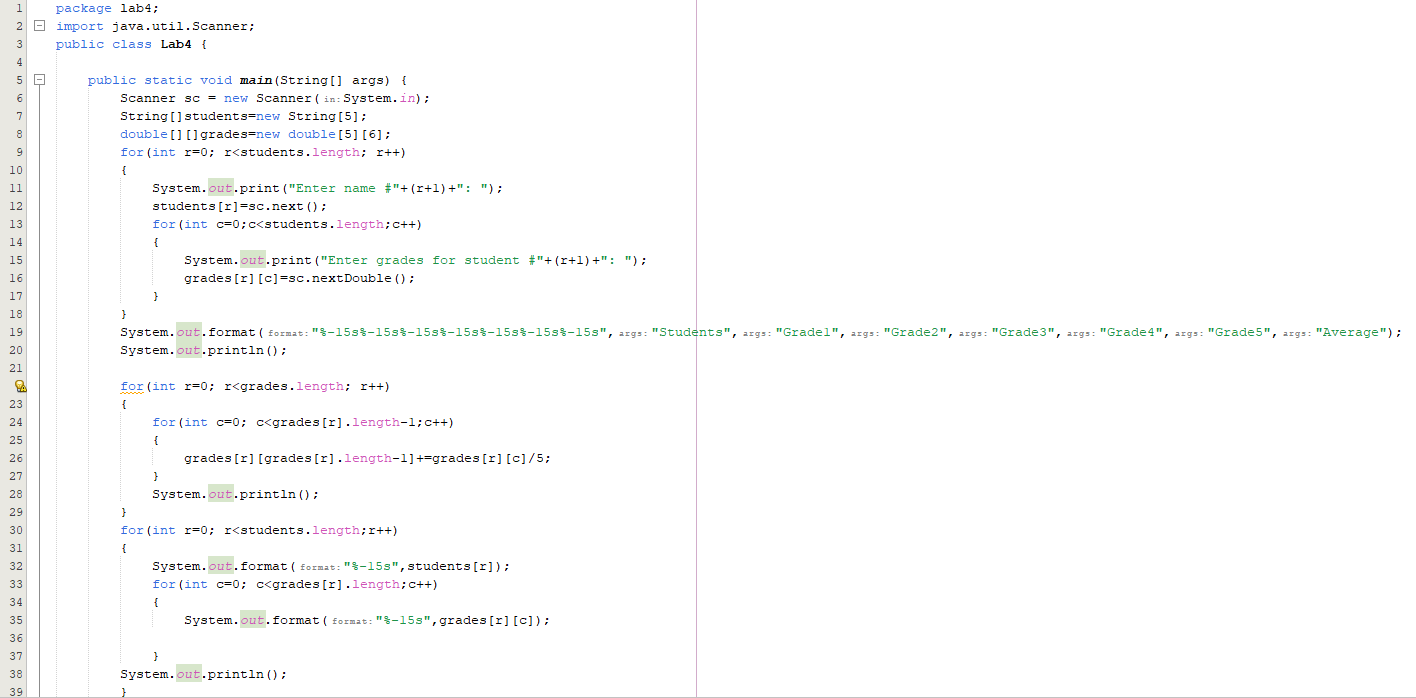 1 package lab4;
2 import java.util.Scanner;
3 public class Lab4 {
4
5 public static void main(String[] args) {
6 Scanner sc = new Scanner( in: System.in);
7 String[]students=new String[5];
8 double[][]grades=new double[5][6];
9 for(int r=0; r<students.length; r++)
10 {
11 System.out.print("Enter name #"+(r+1)+": ");
12 students[r]=sc.next();
13 for(int c=0;c<students.length;c++)
14 {
15 System.out.print("Enter grades for student #"+(r+1)+": ");
16 grades[r][c]=sc.nextDouble();
17 }
18 }
19 System.out.format( format: "%-15s%-15s%-15s%-15s%-15s%-15s%-15s", args: "Students", args: "Grade1", args: "Grade2", args: "Grade3", args: "Grade4", args: "Grade5", args: "Average");
20 System.out.println();
21
for(int r=0; r<grades.length; r++)
23 {
24 for(int c=0; c<grades[r].length-1;c++)
25 {
26 grades[r][grades[r].length-1]+=grades[r][c]/5;
27 }
28 System.out.println();
29 }
30 for(int r=0; r<students.length;r++)
31 {
32 System.out.format( format: "%-15s",students[r]);
33 for(int c=0; c<grades[r].length;c++)
34 {
35 System.out.format( format: "%-15s",grades[r][c]);
36
37 }
38 System.out.println();
39 }